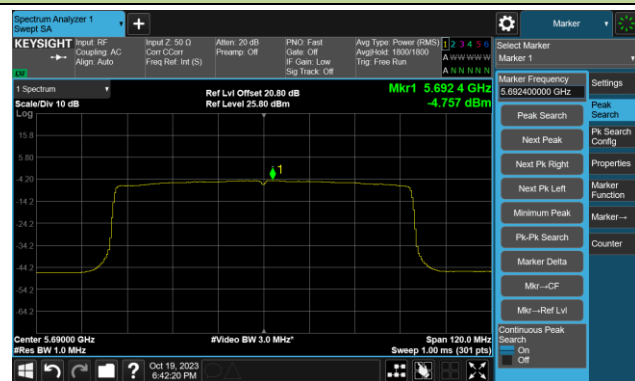 Spectrum Analyzer 1
Swept SA
Marker
KEYSIGHT
Input: RF
Coupling: AC
Align: Auto
Input Z: 50 Ω
Corr CCorr
Freq Ref: Int (S)
Atten: 20 dB
Preamp: Off
PNO: Fast
Gate: Off
IF Gain: Low
Sig Track: Off
Avg Type: Power (RMS)
Avg|Hold: 1800/1800
Trig: Free Run
1 2 3 4 5 6
A W W W W W
A N N N N N
LU
Select Marker
Marker 1
1 Spectrum
Scale/Div 10 dB
Log
Ref Lvl Offset 20.80 dB
Ref Level 25.80 dBm
Mkr1 5.692 4 GHz
-4.757 dBm
15.8
5.80
-4.20
-14.2
-24.2
-34.2
-44.2
-54.2
-64.2
1
Center 5.69000 GHz
#Res BW 1.0 MHz
#Video BW 3.0 MHz*
Span 120.0 MHz
Sweep 1.00 ms (301 pts)
Marker Frequency
5.692400000 GHz
Peak Search
Next Peak
Next Pk Right
Next Pk Left
Minimum Peak
Pk-Pk Search
Marker Delta
Mkr→CF
Mkr→Ref Lvl
Continuous Peak
Search
On
Off
Settings
Peak
Search
Pk Search
Config
Properties
Marker
Function
Marker→
Counter
?
Oct 19, 2023
6:42:20 PM